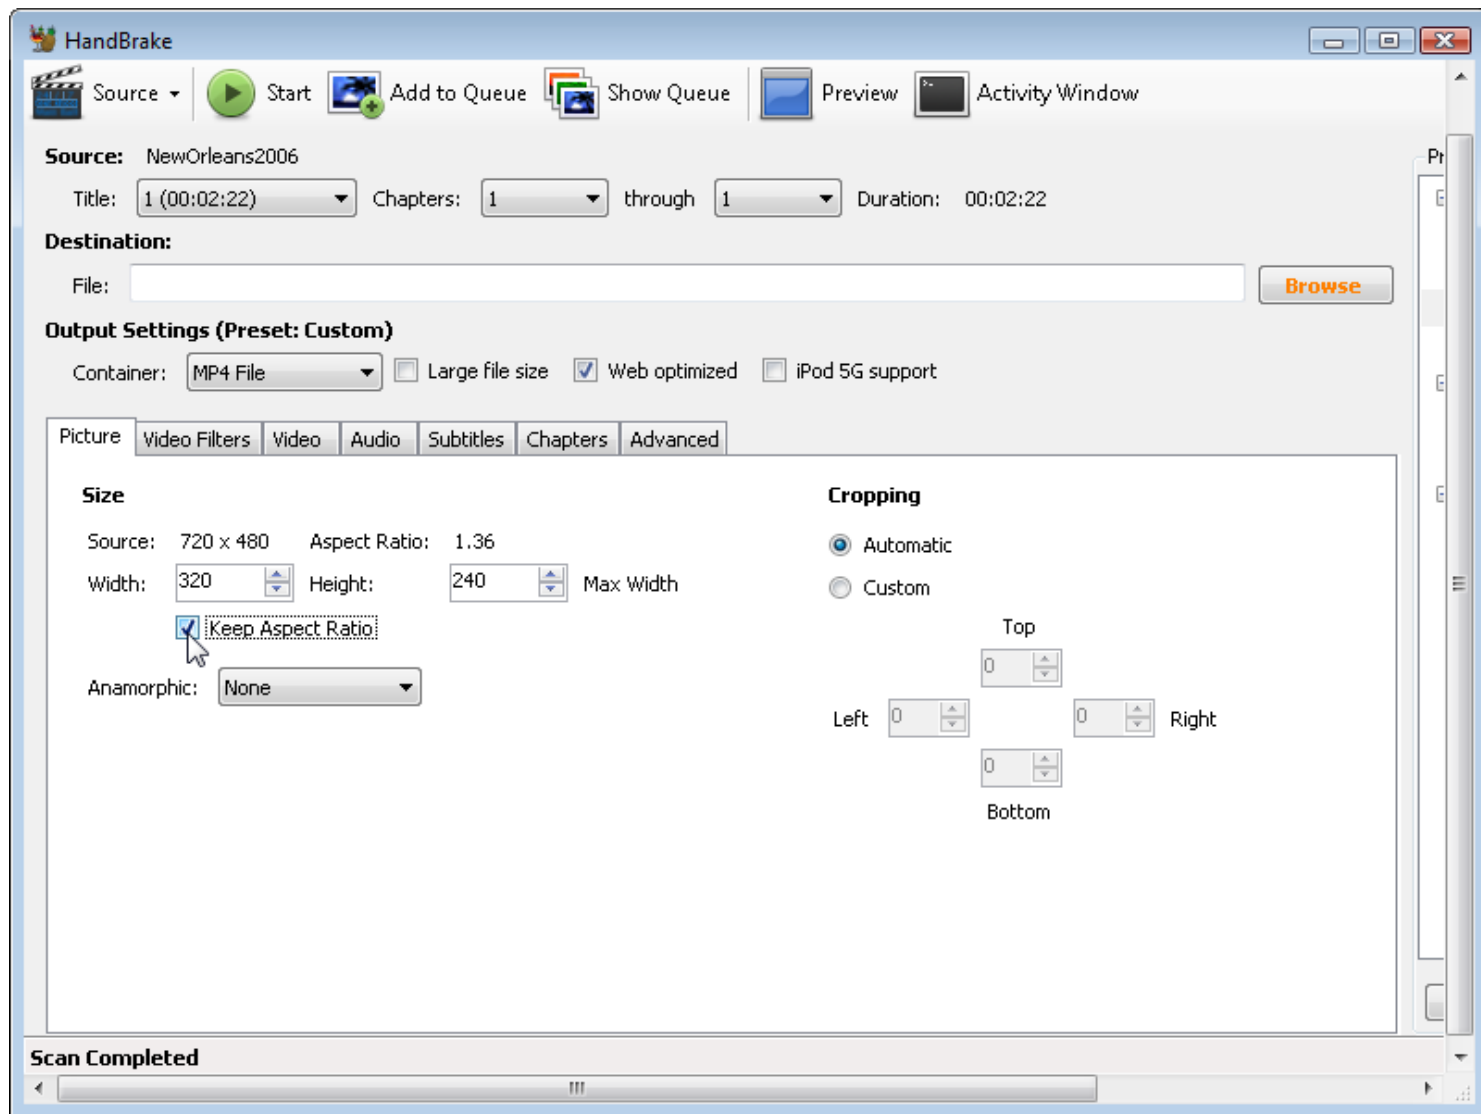 HandBrake
Source Start Add to Queue Show Queue Preview Activity Window
Source: NewOrleans2006
Pr
Title: 1 (00:02:22) Chapters: 1 through 1 Duration: 00:02:22
Destination:
File: Browse
Output Settings (Preset: Custom)
Container: MP4 File Large file size Web optimized iPod 5G support
Picture Video Filters Video Audio Subtitles Chapters Advanced
Size Cropping
Source: 720 x 480 Aspect Ratio: 1.36 Automatic
Width: 320 Height: 240 Max Width Custom
Keep Aspect Ratio Top
0
Anamorphic: None
Left 0 0 Right
0
Bottom
Scan Completed